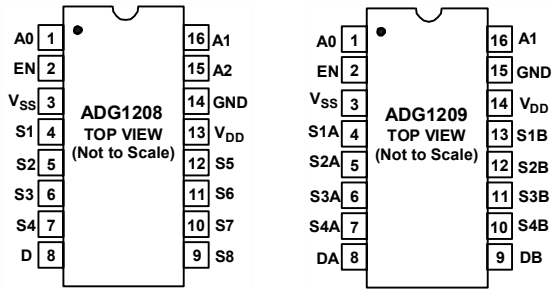 A0 1 16 A1
EN 2 15 A2
VSS 3 14 GND
S1 4 13 VDD
S2 5 12 S5
S3 6 11 S6
S4 7 10 S7
D 8 9 S8
ADG1208
TOP VIEW
(Not to Scale)
A0 1 16 A1
EN 2 15 GND
VSS 3 14 VDD
S1A 4 13 S1B
S2A 5 12 S2B
S3A 6 11 S3B
S4A 7 10 S4B
DA 8 9 DB
ADG1209
TOP VIEW
(Not to Scale)